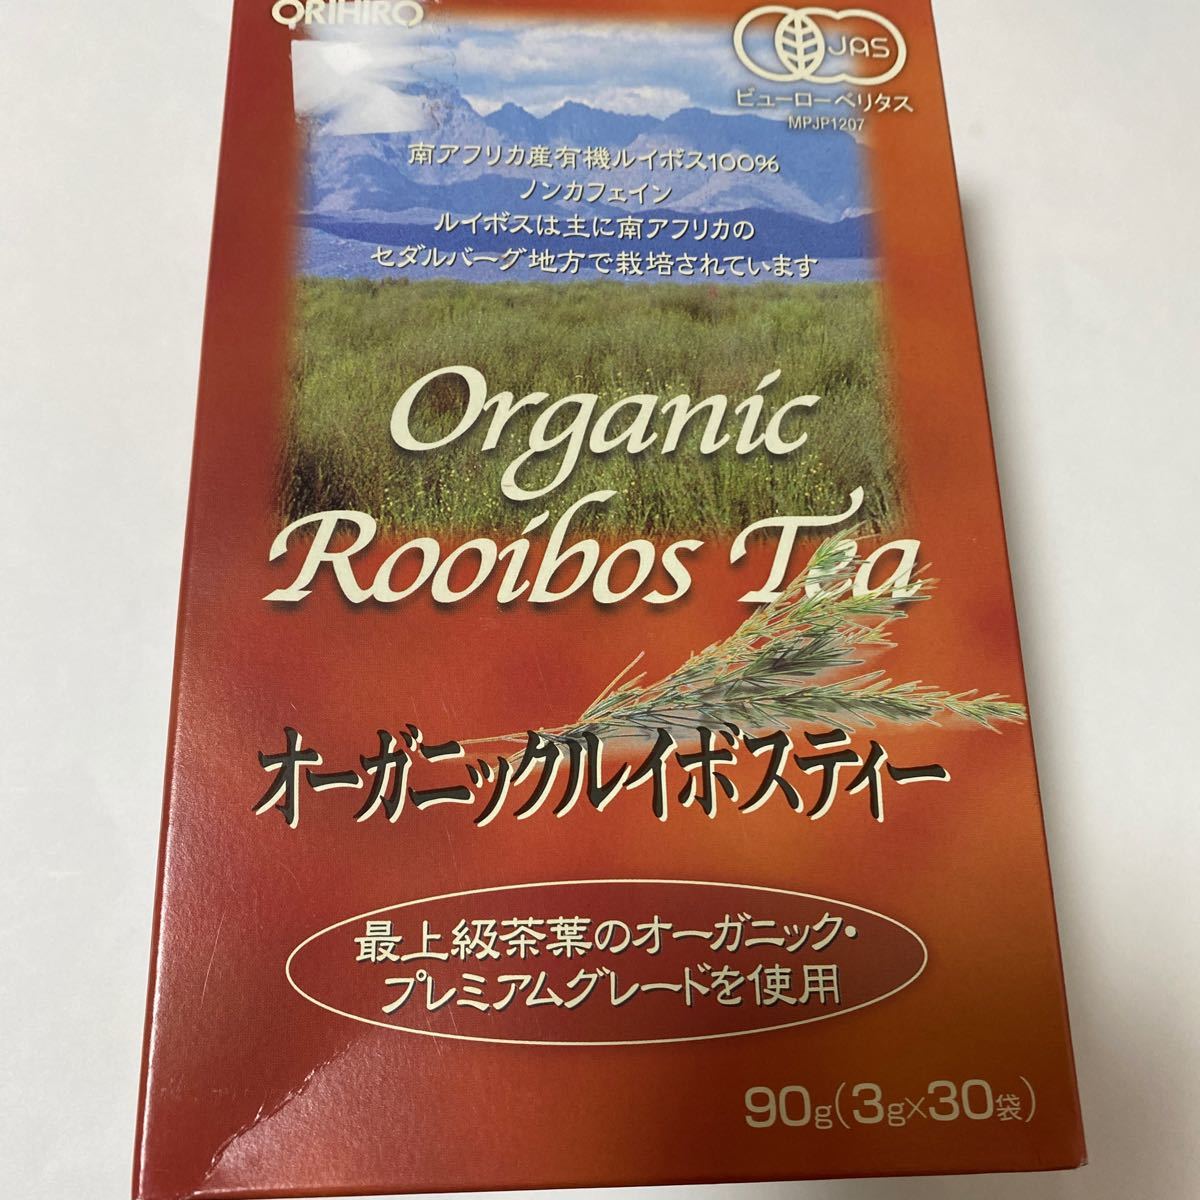 ORIHIRO
JAS
ビューローベリタス
MPJP1207
南アフリカ産有機ルイボス100%
ノンカフェイン
ルイボスは主に南アフリカの
セダルバーグ地方で栽培されています
Organic
Rooibos Tea
オーガニックルイボスティー
最上級茶葉のオーガニック・
プレミアムグレードを使用
90g(3g×30袋)